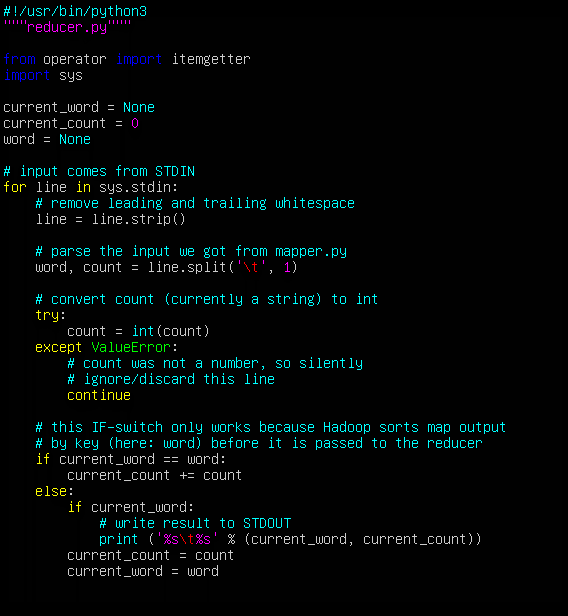 #!/usr/bin/python3
"""reducer.py"""

from operator import itemgetter
import sys

current_word = None
current_count = 0
word = None

# input comes from STDIN
for line in sys.stdin:
    # remove leading and trailing whitespace
    line = line.strip()

    # parse the input we got from mapper.py
    word, count = line.split('\t', 1)

    # convert count (currently a string) to int
    try:
        count = int(count)
    except ValueError:
        # count was not a number, so silently
        # ignore/discard this line
        continue

    # this IF-switch only works because Hadoop sorts map output
    # by key (here: word) before it is passed to the reducer
    if current_word == word:
        current_count += count
    else:
        if current_word:
            # write result to STDOUT
            print ('%s\t%s' % (current_word, current_count))
        current_count = count
        current_word = word